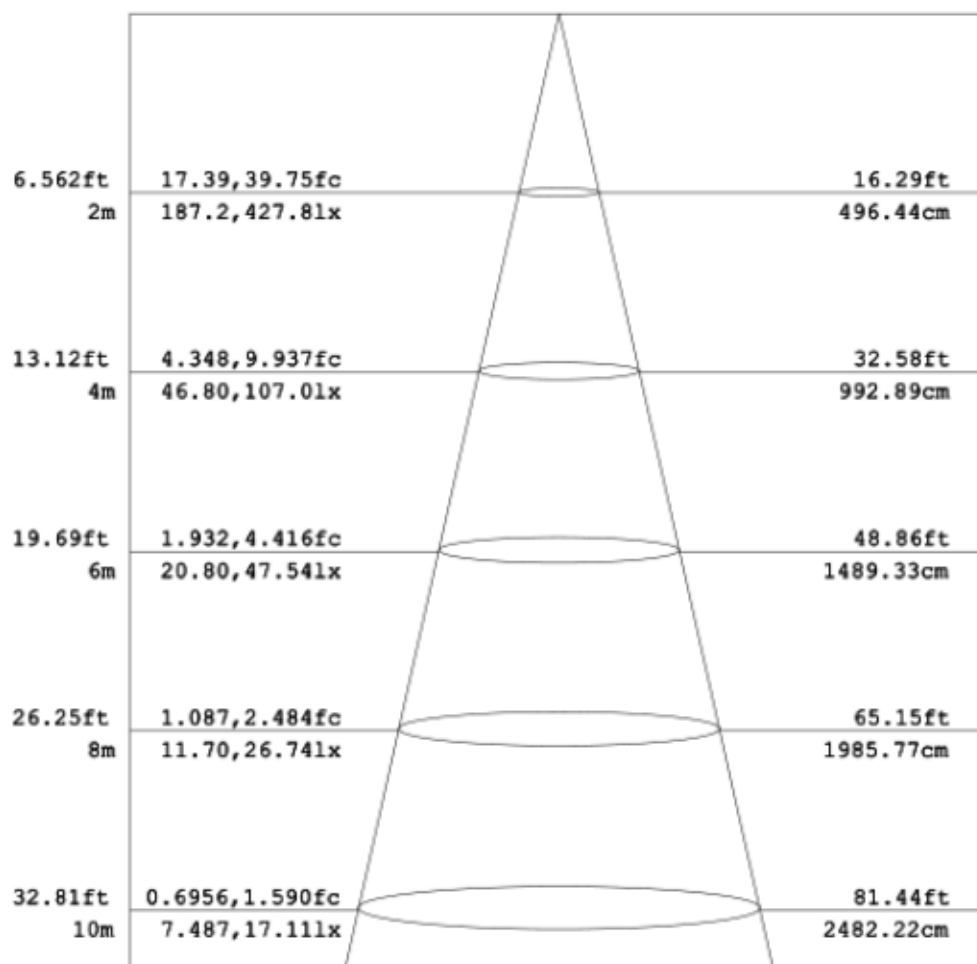 6.562ft 17.39,39.75fc 16.29ft
2m 187.2,427.8lx 496.44cm
13.12ft 4.348,9.937fc 32.58ft
4m 46.80,107.0lx 992.89cm
19.69ft 1.932,4.416fc 48.86ft
6m 20.80,47.54lx 1489.33cm
26.25ft 1.087,2.484fc 65.15ft
8m 11.70,26.74lx 1985.77cm
32.81ft 0.6956,1.590fc 81.44ft
10m 7.487,17.11lx 2482.22cm